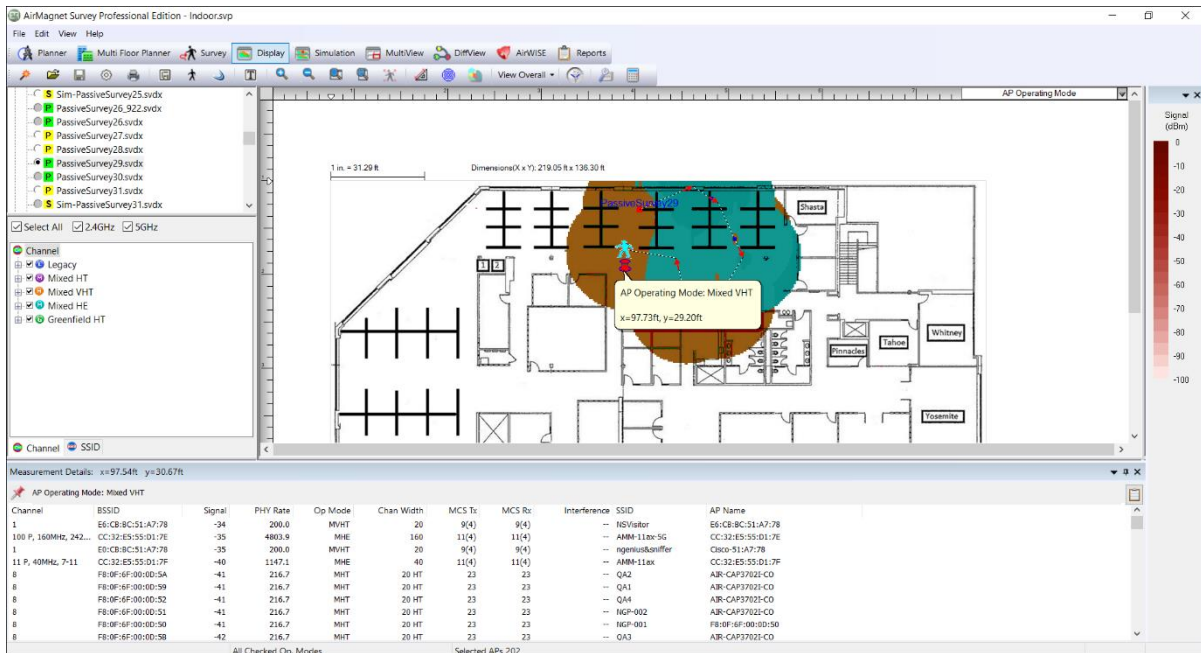 AirMagnet Survey Professional Edition - Indoor.svp
File Edit View Help
Planner Multi Floor Planner Survey Display Simulation MultiView DiffView AirWISE Reports
View Overall
Sim-PassiveSurvey25.svdx
PassiveSurvey26_922.svdx
PassiveSurvey26.svdx
PassiveSurvey27.svdx
PassiveSurvey28.svdx
PassiveSurvey29.svdx
PassiveSurvey30.svdx
PassiveSurvey31.svdx
Sim-PassiveSurvey31.svdx
Select All 2.4GHz 5GHz
Channel
Legacy
Mixed HT
Mixed VHT
Mixed HE
Greenfield HT
Channel SSID
AP Operating Mode
1 in. = 31.29 ft Dimensions(X x Y): 219.05 ft x 136.30 ft
PassiveSurvey29
Shasta
1 2
AP Operating Mode: Mixed VHT
x=97.73ft, y=29.20ft
Whitney
Tahoe
Pinnacles
Yosemite
Signal
(dBm)
0
-10
-20
-30
-40
-50
-60
-70
-80
-90
-100
Measurement Details: x=97.54ft y=30.67ft
AP Operating Mode: Mixed VHT
Channel BSSID Signal PHY Rate Op Mode Chan Width MCS Tx MCS Rx Interference SSID AP Name
1 E6:CB:BC:51:A7:78 -34 200.0 MVHT 20 9(4) 9(4) -- NSVisitor E6:CB:BC:51:A7:78
100 P, 160MHz, 242... CC:32:E5:55:D1:7E -35 4803.9 MHE 160 11(4) 11(4) -- AMM-11ax-5G CC:32:E5:55:D1:7E
1 E0:CB:BC:51:A7:78 -35 200.0 MVHT 20 9(4) 9(4) -- ngenius&sniffer Cisco-51:A7:78
11 P, 40MHz, 7-11 CC:32:E5:55:D1:7F -40 1147.1 MHE 40 11(4) 11(4) -- AMM-11ax CC:32:E5:55:D1:7F
8 F8:0F:6F:00:0D:5A -41 216.7 MHT 20 HT 23 23 -- QA2 AIR-CAP3702I-CO
8 F8:0F:6F:00:0D:59 -41 216.7 MHT 20 HT 23 23 -- QA1 AIR-CAP3702I-CO
8 F8:0F:6F:00:0D:52 -41 216.7 MHT 20 HT 23 23 -- QA4 AIR-CAP3702I-CO
8 F8:0F:6F:00:0D:51 -41 216.7 MHT 20 HT 23 23 -- NGP-002 AIR-CAP3702I-CO
8 F8:0F:6F:00:0D:50 -41 216.7 MHT 20 HT 23 23 -- NGP-001 F8:0F:6F:00:0D:50
8 F8:0F:6F:00:0D:5B -42 216.7 MHT 20 HT 23 23 -- QA3 AIR-CAP3702I-CO
All Checked Op. Modes Selected APs 202